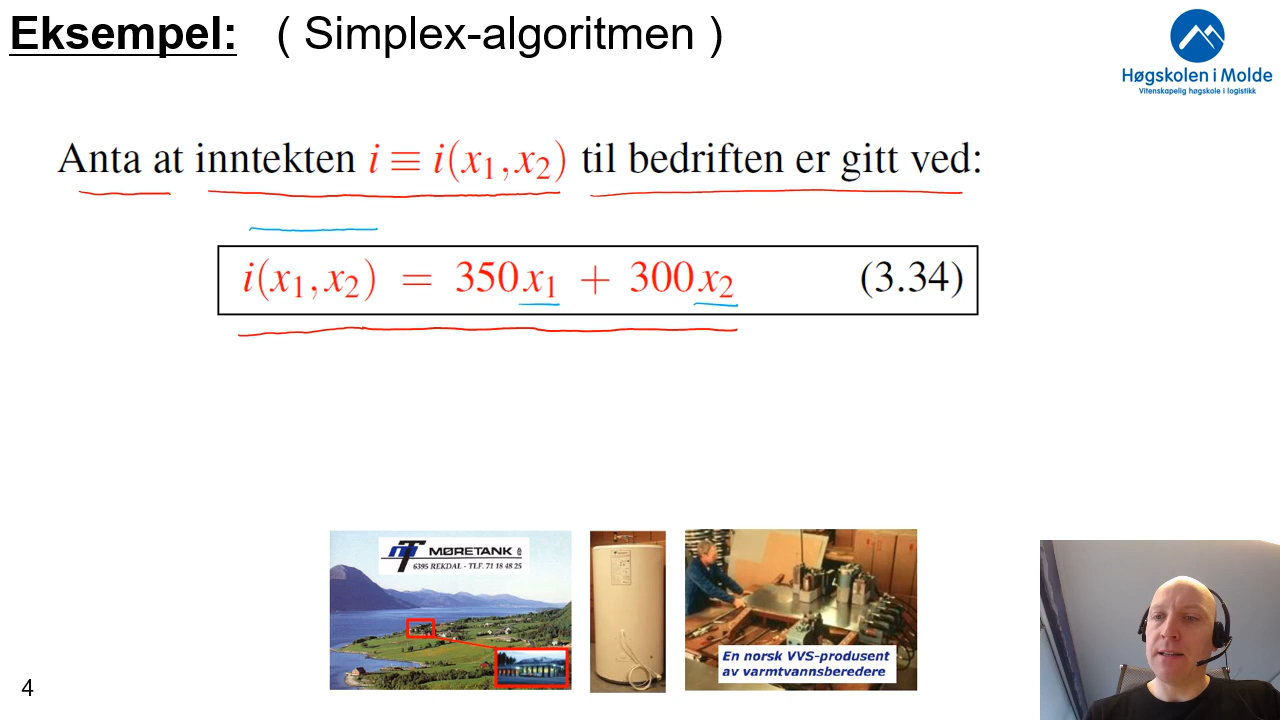 Eksempel: ( Simplex-algoritmen )
Høgskolen i Molde
Vitenskapelig høgskole i logistikk
Anta at inntekten i ≡ i(x₁,x₂) til bedriften er gitt ved:
i(x₁,x₂) = 350x₁ + 300x₂ (3.34)
MØRETANK
6395 REKDAL - TLF. 71 18 48 25
En norsk VVS-produsent
av varmtvannsberedere
4